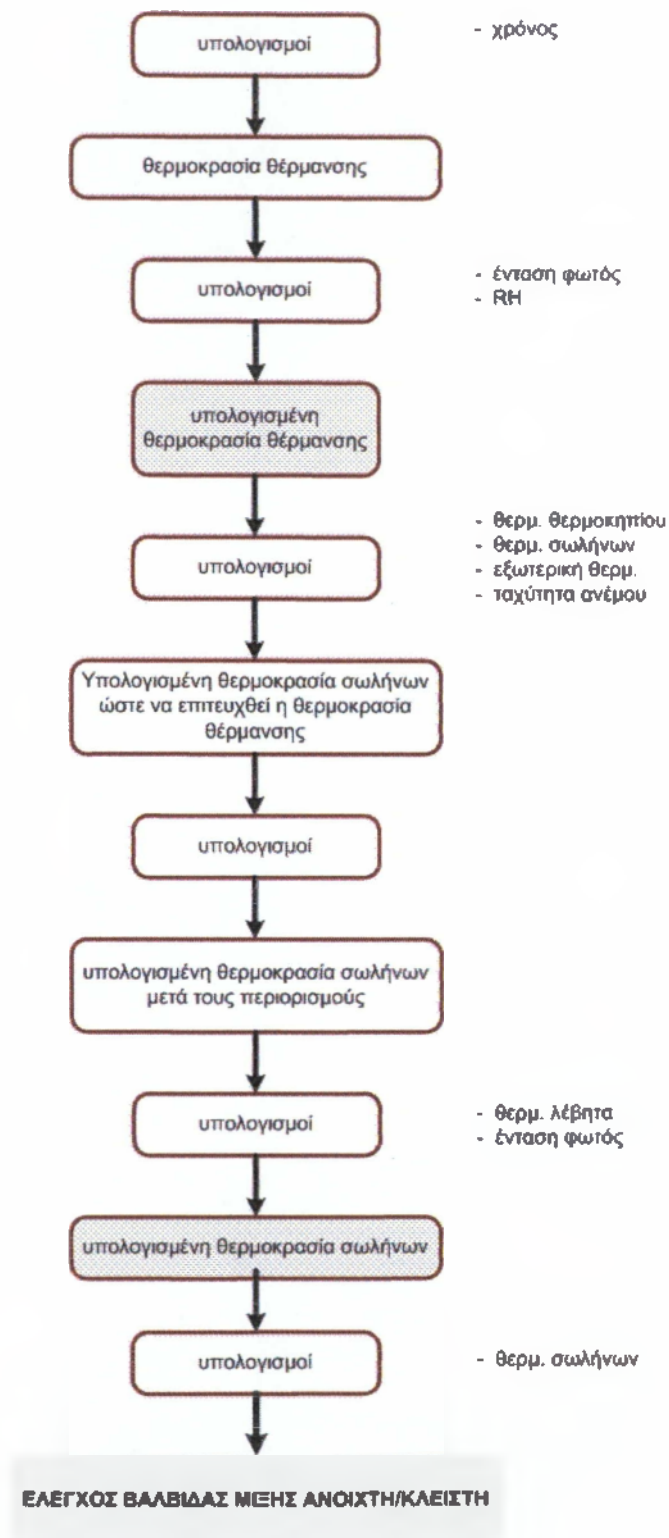 υπολογισμοί
- χρόνος
θερμοκρασία θέρμανσης
υπολογισμοί
- ένταση φωτός
- RH
υπολογισμένη
θερμοκρασία θέρμανσης
υπολογισμοί
- θερμ. θερμοκηπίου
- θερμ. σωλήνων
- εξωτερική θερμ.
- ταχύτητα ανέμου
Υπολογισμένη θερμοκρασία σωλήνων
ώστε να επιτευχθεί η θερμοκρασία
θέρμανσης
υπολογισμοί
υπολογισμένη θερμοκρασία σωλήνων
μετά τους περιορισμούς
υπολογισμοί
- θερμ. λέβητα
- ένταση φωτός
υπολογισμένη θερμοκρασία σωλήνων
υπολογισμοί
- θερμ. σωλήνων
ΕΛΕΓΧΟΣ ΒΑΛΒΙΔΑΣ ΜΙΞΗΣ ΑΝΟΙΧΤΗ/ΚΛΕΙΣΤΗ